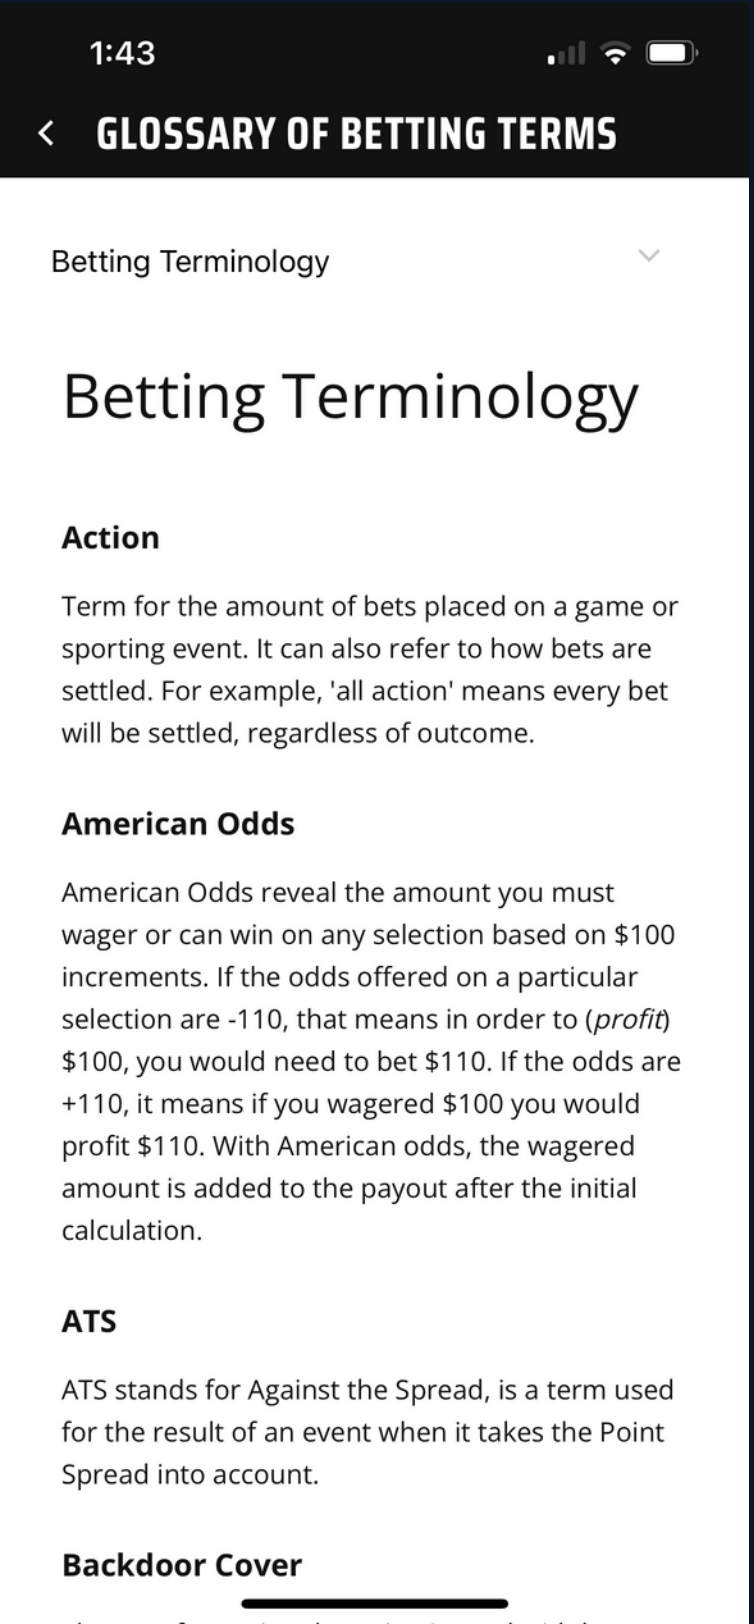 1:43
GLOSSARY OF BETTING TERMS
Betting Terminology
Betting Terminology
Action
Term for the amount of bets placed on a game or
sporting event. It can also refer to how bets are
settled. For example, 'all action' means every bet
will be settled, regardless of outcome.
American Odds
American Odds reveal the amount you must
wager or can win on any selection based on $100
increments. If the odds offered on a particular
selection are -110, that means in order to (profit)
$100, you would need to bet $110. If the odds are
+110, it means if you wagered $100 you would
profit $110. With American odds, the wagered
amount is added to the payout after the initial
calculation.
ATS
ATS stands for Against the Spread, is a term used
for the result of an event when it takes the Point
Spread into account.
Backdoor Cover